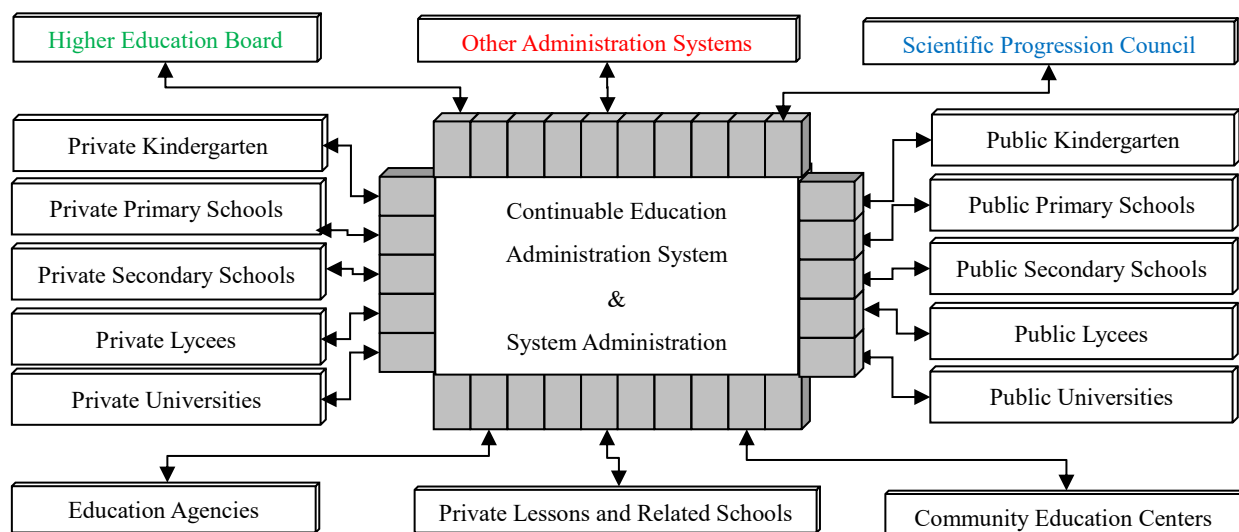 Higher Education Board
Other Administration Systems
Scientific Progression Council
Private Kindergarten
Private Primary Schools
Private Secondary Schools
Private Lycees
Private Universities
Continuable Education
Administration System
&
System Administration
Public Kindergarten
Public Primary Schools
Public Secondary Schools
Public Lycees
Public Universities
Education Agencies
Private Lessons and Related Schools
Community Education Centers